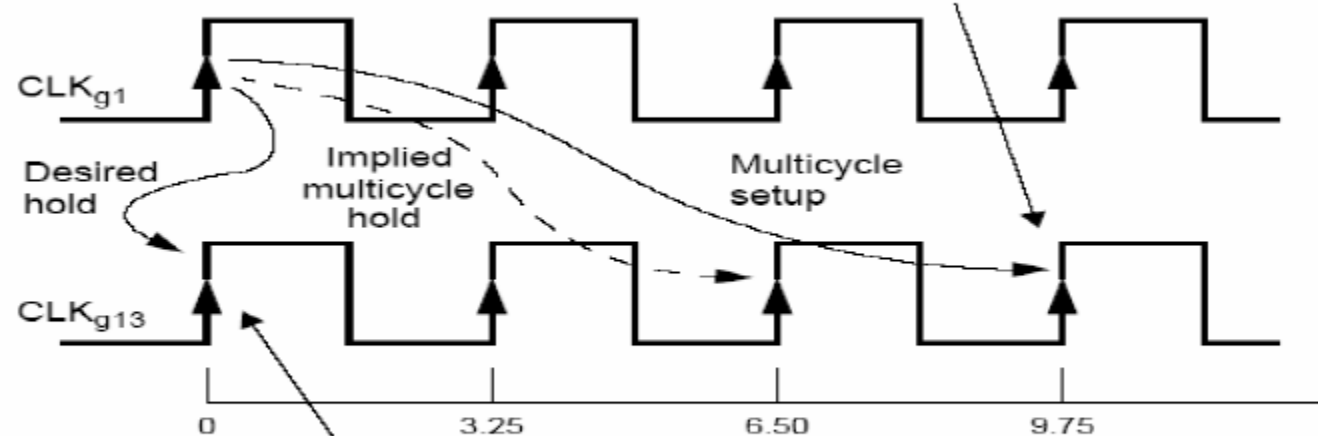 CLKg1
Desired
hold
Implied
multicycle
hold
Multicycle
setup
CLKg13
0 3.25 6.50 9.75